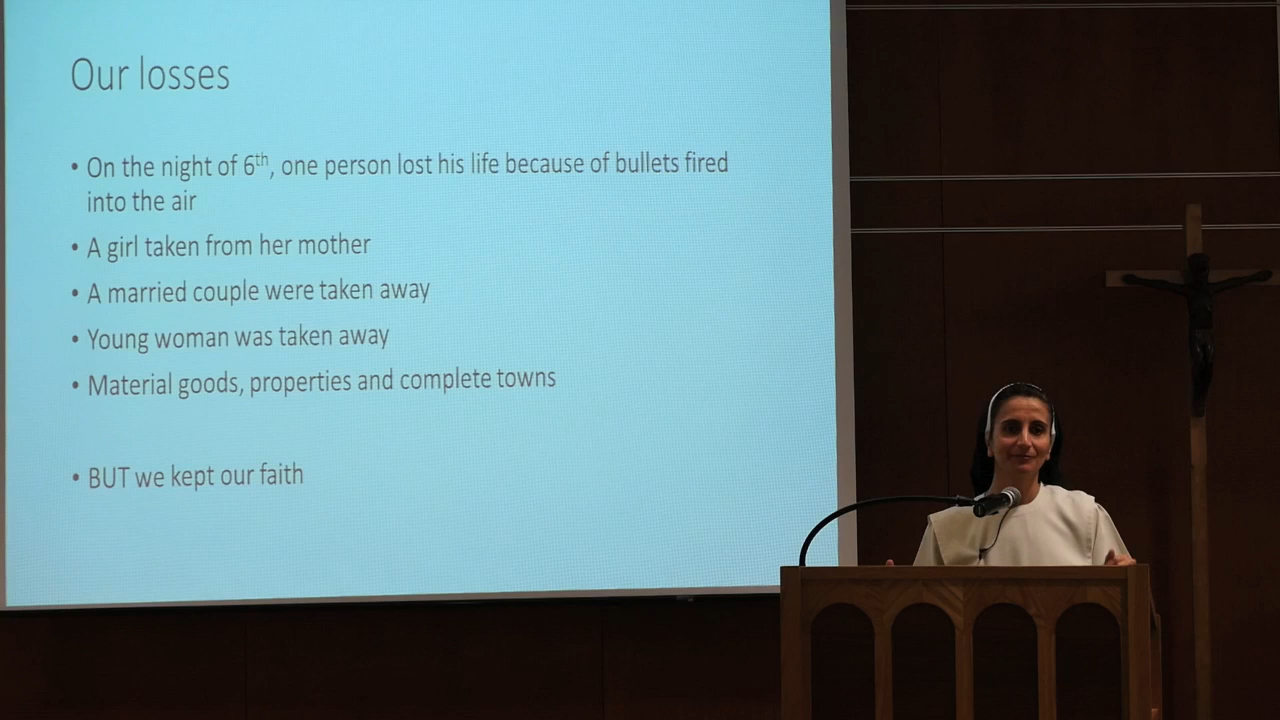 Our losses
• On the night of 6th, one person lost his life because of bullets fired
into the air
• A girl taken from her mother
• A married couple were taken away
• Young woman was taken away
• Material goods, properties and complete towns
• BUT we kept our faith